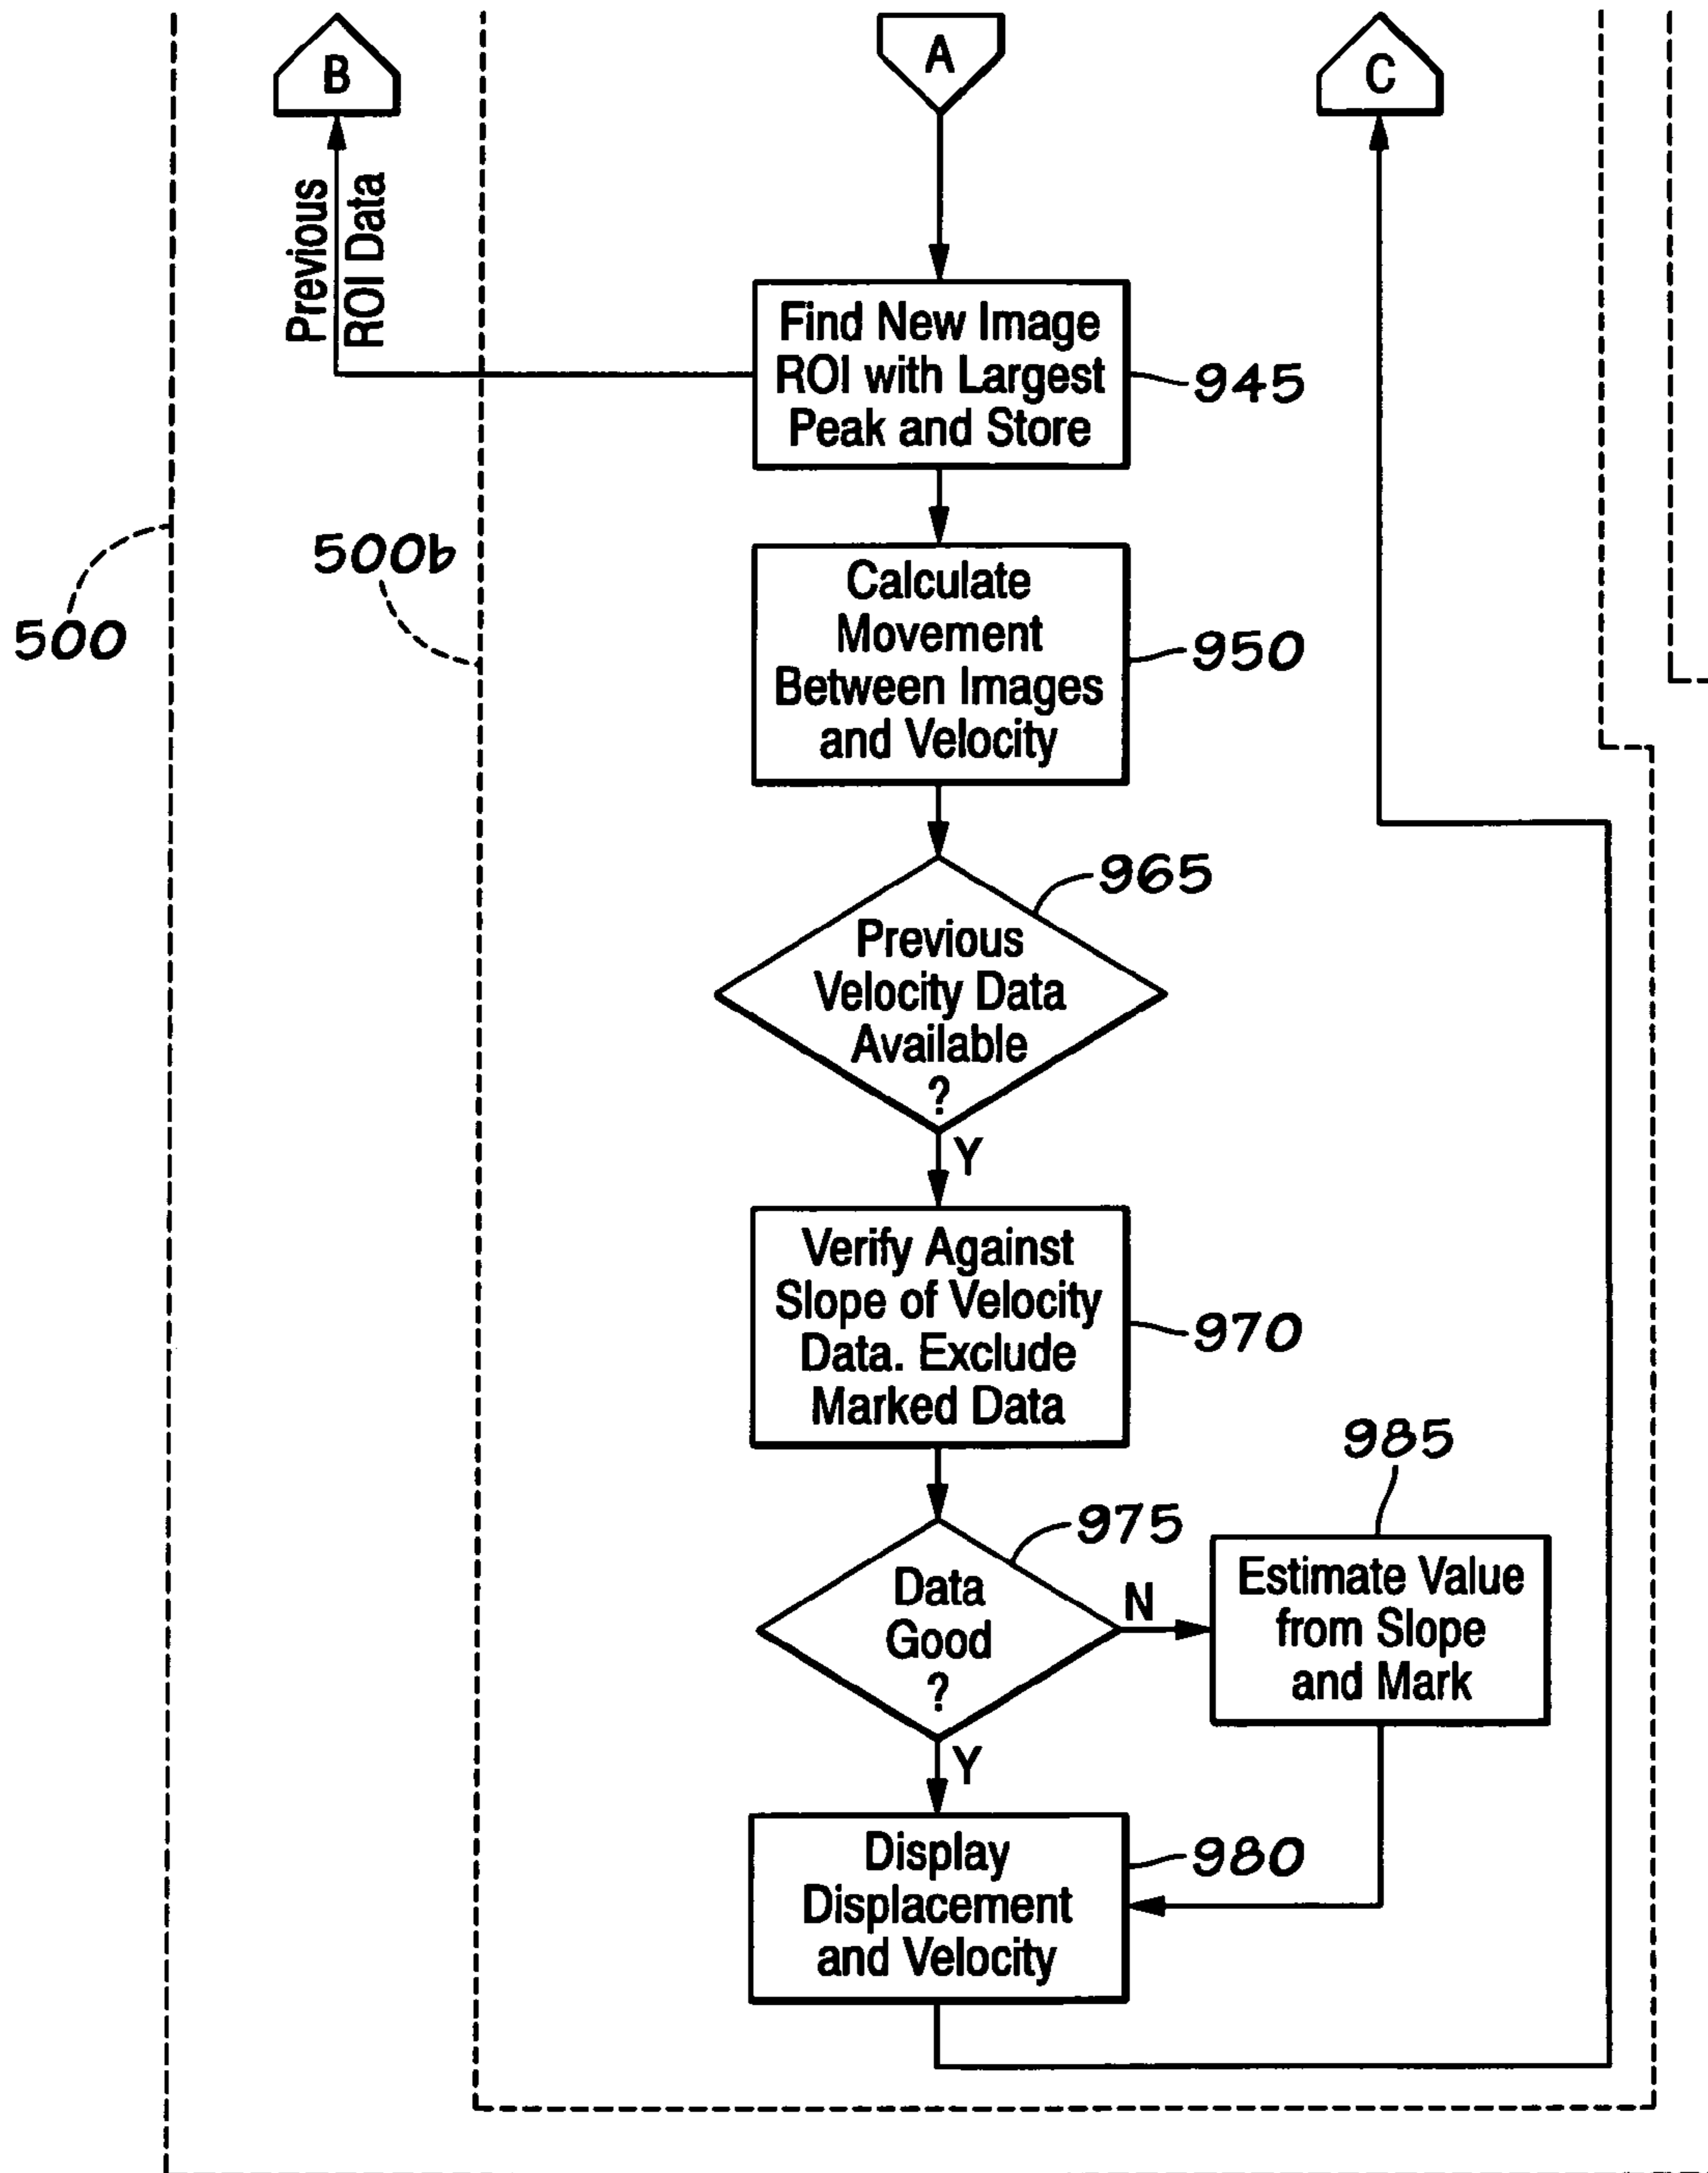 B
A
C
Previous
ROI Data
Find New Image
ROI with Largest
Peak and Store
945
500
500b
Calculate
Movement
Between Images
and Velocity
950
965
Previous
Velocity Data
Available
?
Y
Verify Against
Slope of Velocity
Data. Exclude
Marked Data
970
985
975
Data
Good
?
N
Estimate Value
from Slope
and Mark
Y
Display
Displacement
and Velocity
980